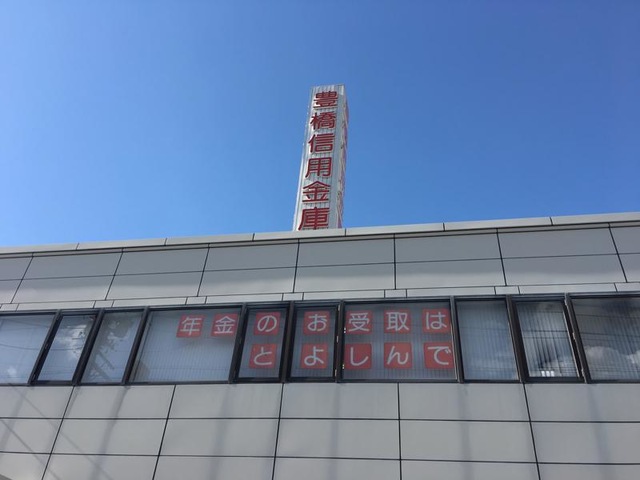 豊橋信用金庫
年金のお受取は
とよしんで